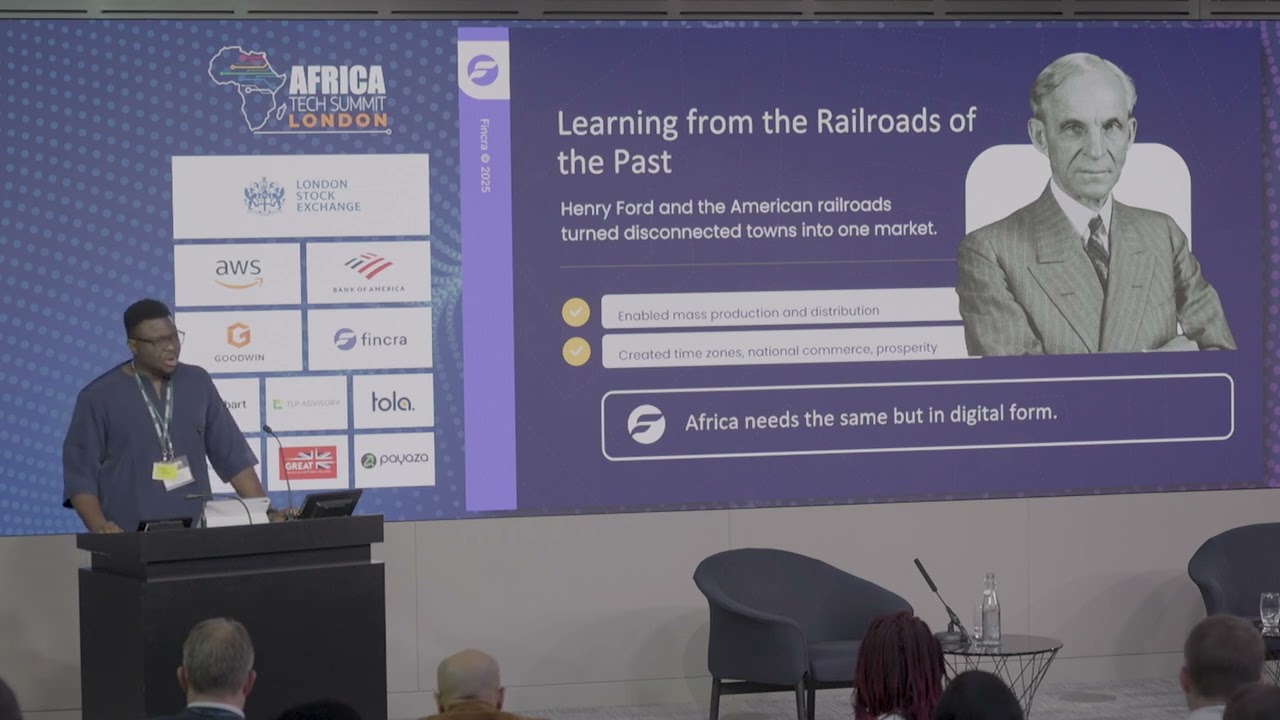 AFRICA
TECH SUMMIT
LONDON
LONDON
STOCK
EXCHANGE
aws
BANK OF AMERICA
GOODWIN
fincra
TLP ADVISORY
tola.
GREAT
payaza
Fincra © 2025
Learning from the Railroads of
the Past
Henry Ford and the American railroads
turned disconnected towns into one market.
Enabled mass production and distribution
Created time zones, national commerce, prosperity
Africa needs the same but in digital form.